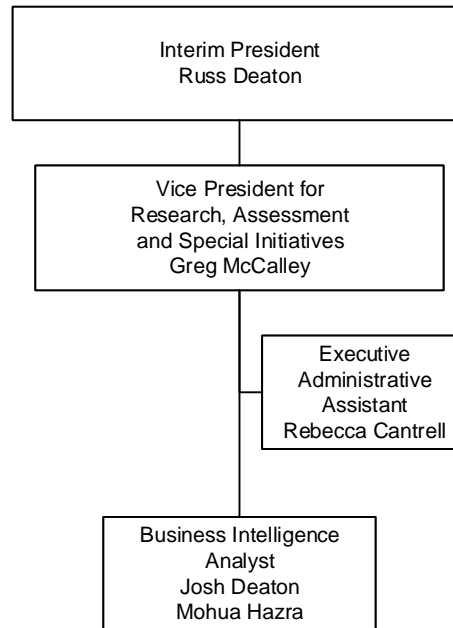 Interim President
Russ Deaton
Vice President for
Research, Assessment
and Special Initiatives
Greg McCalley
Executive
Administrative
Assistant
Rebecca Cantrell
Business Intelligence
Analyst
Josh Deaton
Mohua Hazra